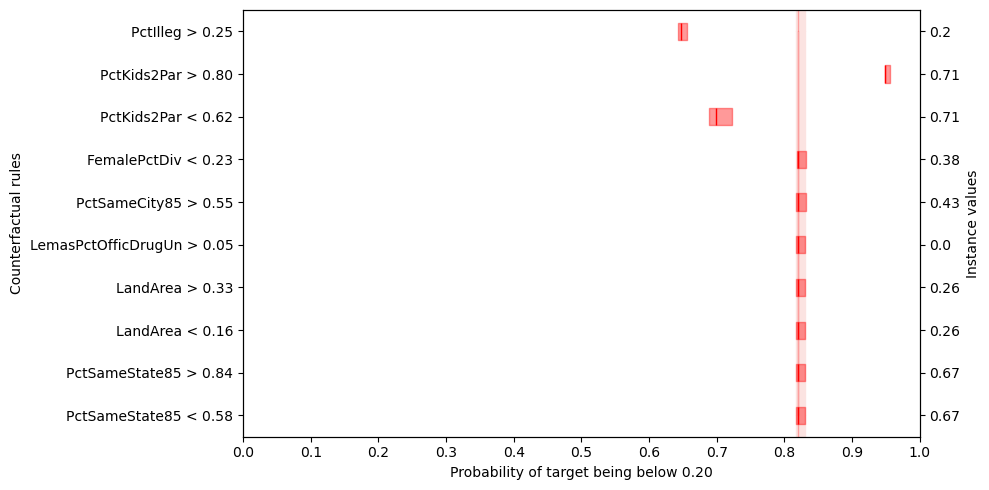 PctIlleg > 0.25 0.2
PctKids2Par > 0.80 0.71
PctKids2Par < 0.62 0.71
FemalePctDiv < 0.23 0.38
PctSameCity85 > 0.55 0.43
LemasPctOfficDrugUn > 0.05 0.0
LandArea > 0.33 0.26
LandArea < 0.16 0.26
PctSameState85 > 0.84 0.67
PctSameState85 < 0.58 0.67
Counterfactual rules
Instance values
0.0 0.1 0.2 0.3 0.4 0.5 0.6 0.7 0.8 0.9 1.0
Probability of target being below 0.20